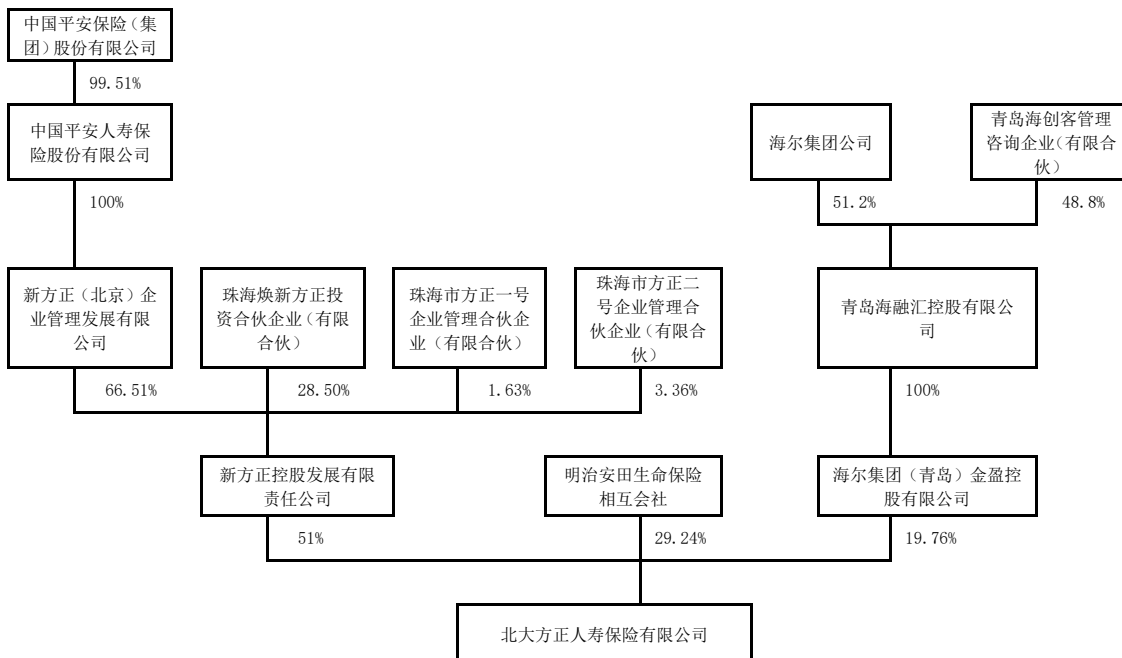 中国平安保险（集
团）股份有限公司
99.51%
中国平安人寿保
险股份有限公司
海尔集团公司
青岛海创客管理
咨询企业（有限合
伙）
100%
51.2%
48.8%
新方正（北京）企
业管理发展有限
公司
珠海焕新方正投
资合伙企业（有限
合伙）
珠海市方正一号
企业管理合伙企
业（有限合伙）
珠海市方正二
号企业管理合
伙企业（有限合
伙）
青岛海融汇控股有限公
司
66.51%
28.50%
1.63%
3.36%
100%
新方正控股发展有限
责任公司
明治安田生命保险
相互会社
海尔集团（青岛）金盈控
股有限公司
51%
29.24%
19.76%
北大方正人寿保险有限公司